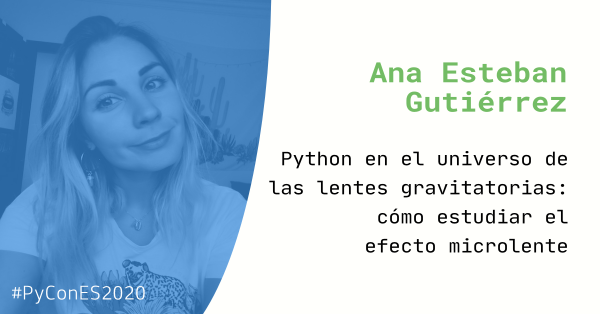 Ana Esteban
Gutiérrez
Python en el universo de
las lentes gravitatorias:
cómo estudiar el
efecto microlente
#PyConES2020